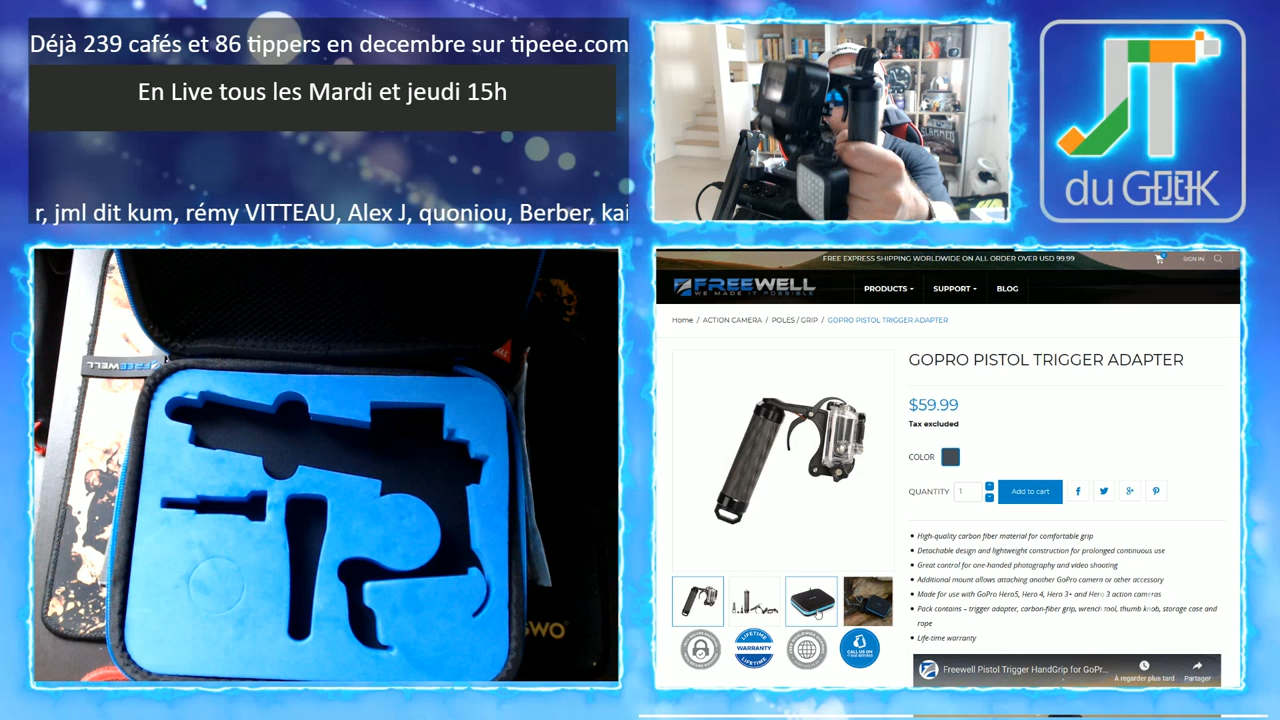 Déjà 239 cafés et 86 tippers en decembre sur tipeee.com
En Live tous les Mardi et jeudi 15h
r, jml dit kum, rémy VITTEAU, Alex J, quoniou, Berber, kai
JT
du GEEK
FREEWELL
FREE EXPRESS SHIPPING WORLDWIDE ON ALL ORDER OVER USD 99.99
0
SIGN IN
FREEWELL
WE MADE IT POSSIBLE
PRODUCTS
SUPPORT
BLOG
Home / ACTION CAMERA / POLES / GRIP / GOPRO PISTOL TRIGGER ADAPTER
GOPRO PISTOL TRIGGER ADAPTER
$59.99
Tax excluded
COLOR
QUANTITY 1
Add to cart
High-quality carbon fiber material for comfortable grip
Detachable design and lightweight construction for prolonged continuous use
Great control for one-handed photography and video shooting
Additional mount allows attaching another GoPro camera or other accessory
Made for use with GoPro Hero5, Hero 4, Hero 3+ and Hero 3 action cameras
Pack contains – trigger adapter, carbon-fiber grip, wrench tool, thumb knob, storage case and
rope
Life-time warranty
LIFETIME
WARRANTY
LIFETIME
CALL US ON
Freewell Pistol Trigger HandGrip for GoPr...
À regarder plus tard
Partager